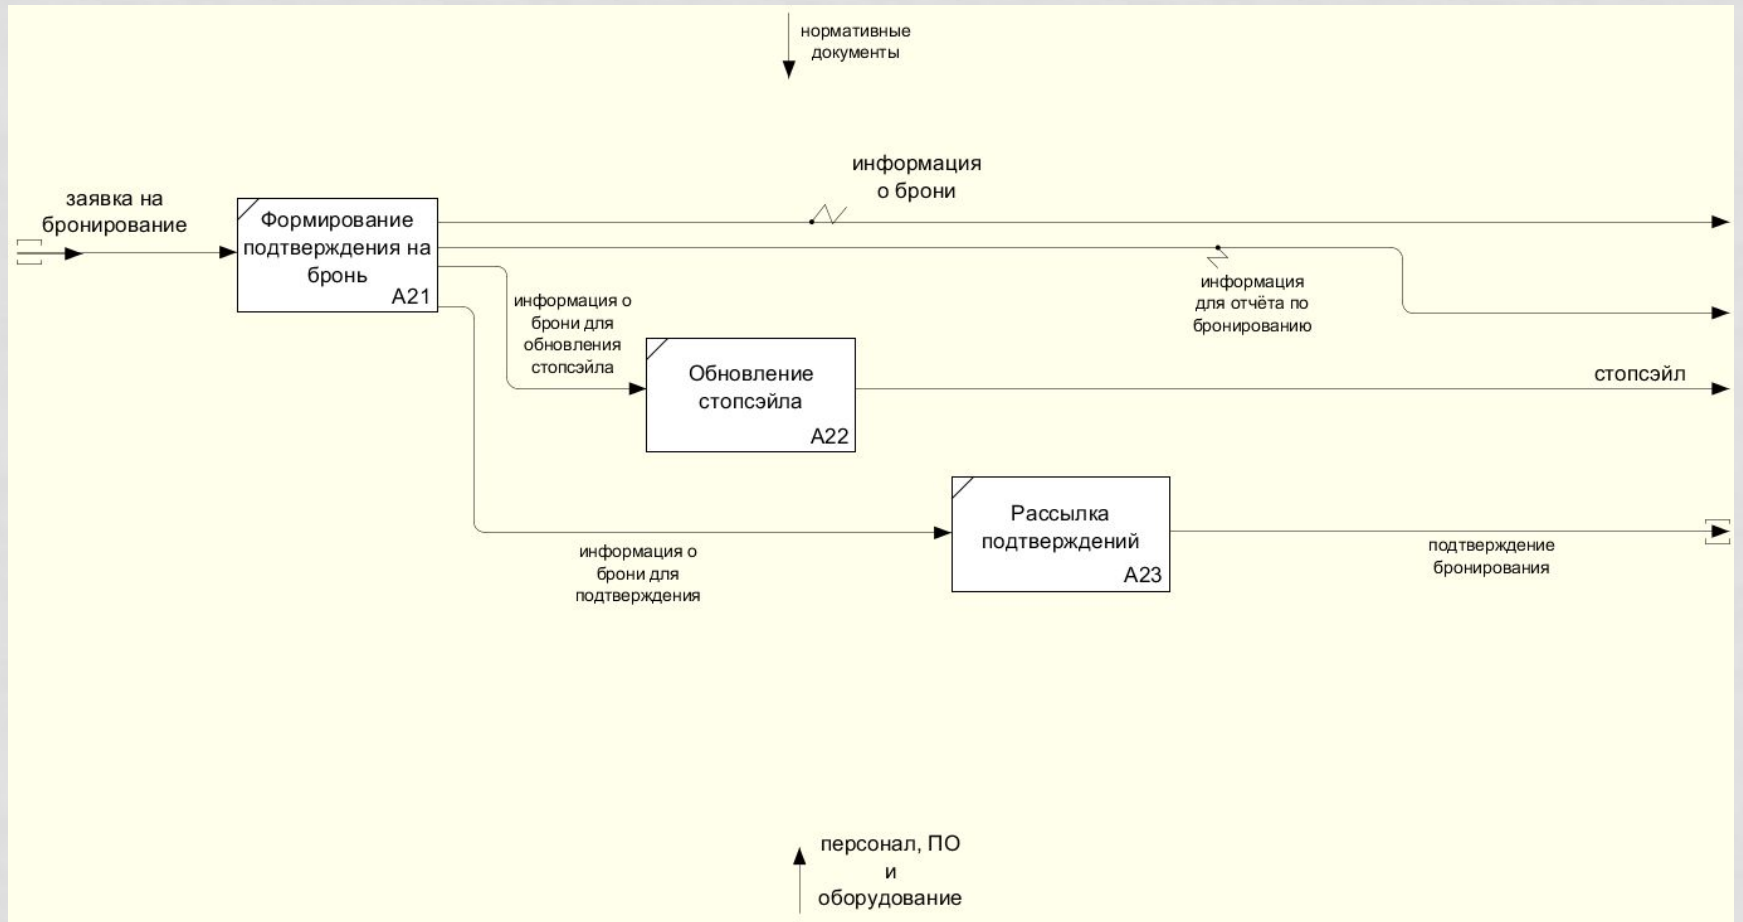 нормативные
документы
информация
о брони
заявка на
бронирование
Формирование
подтверждения на
бронь
A21
информация
для отчёта по
бронированию
информация о
брони для
обновления
стопсэйла
Обновление
стопсэйла
A22
стопсэйл
Рассылка
подтверждений
A23
подтверждение
бронирования
информация о
брони для
подтверждения
персонал, ПО
и
оборудование